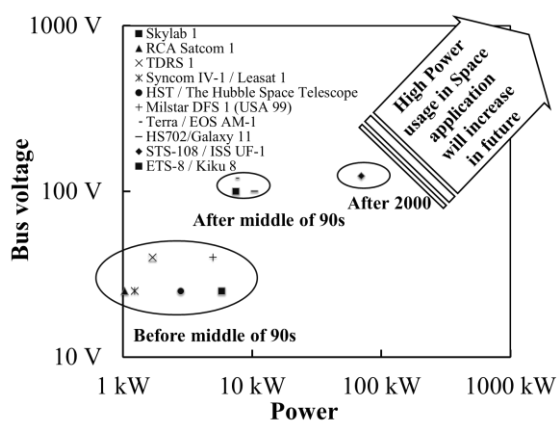 1000 V
100 V
10 V
Bus voltage
Skylab 1
RCA Satcom 1
TDRS 1
Syncom IV-1 / Leasat 1
HST / The Hubble Space Telescope
Milstar DFS 1 (USA 99)
Terra / EOS AM-1
HS702/Galaxy 11
STS-108 / ISS UF-1
ETS-8 / Kiku 8
High Power
usage in Space
application
will increase
in future
After 2000
After middle of 90s
Before middle of 90s
1 kW
10 kW
100 kW
1000 kW
Power